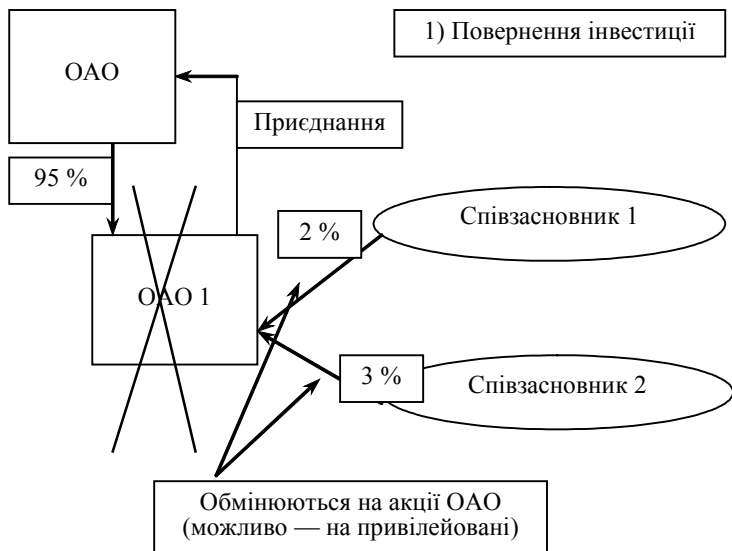 1) Повернення інвестиції
ОАО
Приєднання
95 %
Співзасновник 1
2 %
ОАО 1
3 %
Співзасновник 2
Обмінюються на акції ОАО
(можливо — на привілейовані)